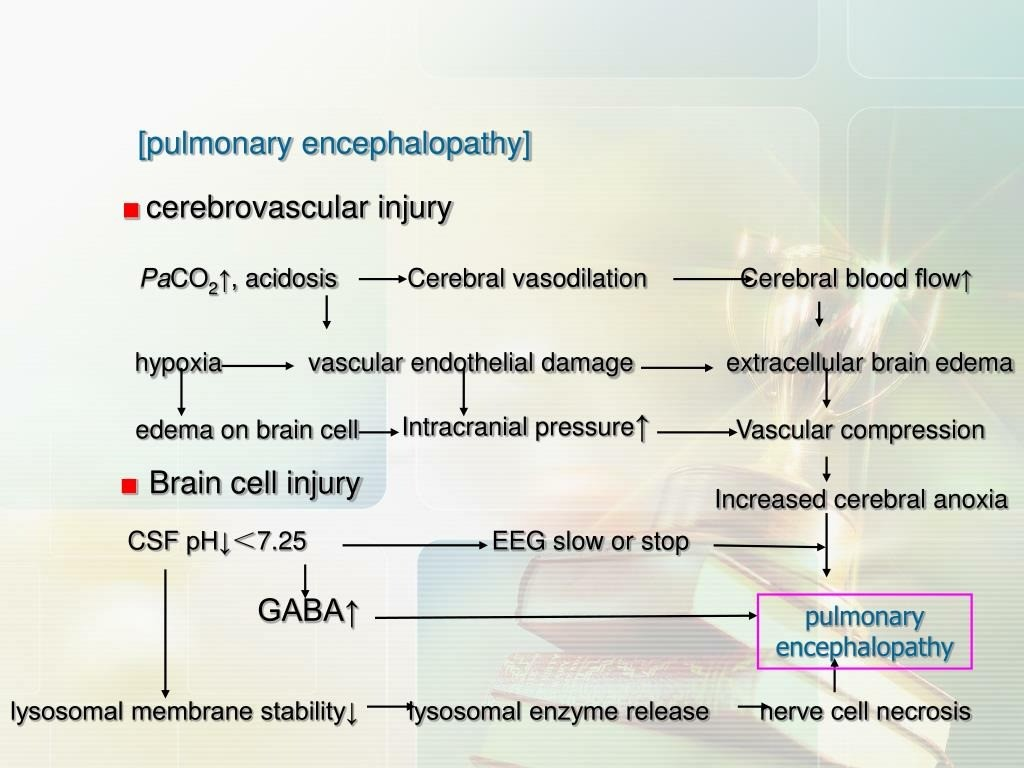 [pulmonary encephalopathy]
■ cerebrovascular injury
PaCO₂↑, acidosis → Cerebral vasodilation → Cerebral blood flow↑
hypoxia → vascular endothelial damage → extracellular brain edema
edema on brain cell → Intracranial pressure↑ → Vascular compression
■ Brain cell injury
Increased cerebral anoxia
CSF pH↓＜7.25 → EEG slow or stop
GABA↑
pulmonary
encephalopathy
lysosomal membrane stability↓ → lysosomal enzyme release → nerve cell necrosis